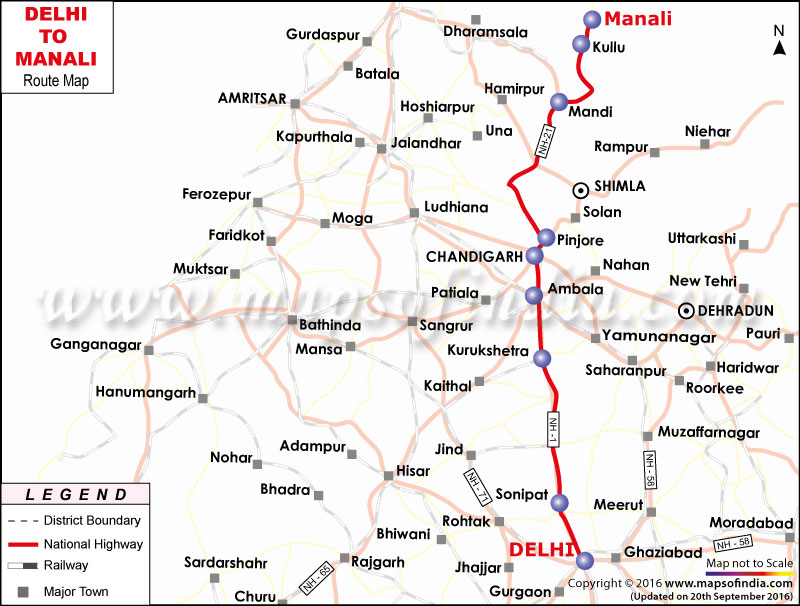 DELHI
TO
MANALI
Route Map
N
Manali
Kullu
Dharamsala
Gurdaspur
Batala
Hamirpur
Mandi
AMRITSAR
Hoshiarpur
Una
NH-21
Kapurthala
Jalandhar
Niehar
Rampur
SHIMLA
Ferozepur
Ludhiana
Solan
Moga
Faridkot
Pinjore
Uttarkashi
CHANDIGARH
Muktsar
Nahan
New Tehri
Patiala
Ambala
www.mapsofindia.com
DEHRADUN
Bathinda
Sangrur
Yamunanagar
Pauri
Ganganagar
Mansa
Kurukshetra
Saharanpur
Haridwar
Kaithal
Roorkee
Hanumangarh
NH-1
Muzaffarnagar
Adampur
Jind
Nohar
Hisar
NH - 58
Bhadra
NH - 71
Sonipat
Meerut
Rohtak
Moradabad
Bhiwani
DELHI
NH - 58
Ghaziabad
Sardarshahr
Rajgarh
Jhajjar
NH - 65
Gurgaon
Churu
LEGEND
District Boundary
National Highway
Railway
Major Town
Map not to Scale
Copyright © 2016 www.mapsofindia.com
(Updated on 20th September 2016)